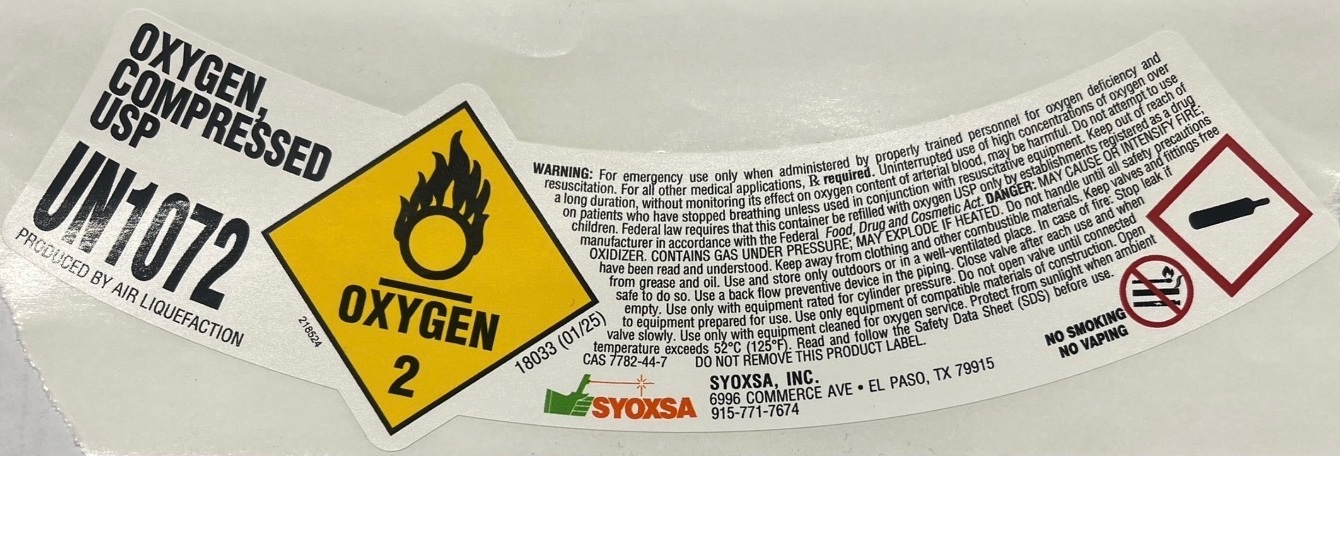 OXYGEN,
COMPRESSED
USP
UN1072
PRODUCED BY AIR LIQUEFACTION
218524
OXYGEN
2
18033 (01/25)
WARNING: For emergency use only when administered by properly trained personnel for oxygen deficiency and
resuscitation. For all other medical applications, ℞ required. Uninterrupted use of high concentrations of oxygen over
a long duration, without monitoring its effect on oxygen content of arterial blood, may be harmful. Do not attempt to use
on patients who have stopped breathing unless used in conjunction with resuscitative equipment. Keep out of reach of
children. Federal law requires that this container be refilled with oxygen USP only by establishments registered as a drug
manufacturer in accordance with the Federal Food, Drug and Cosmetic Act. DANGER: MAY CAUSE OR INTENSIFY FIRE;
OXIDIZER. CONTAINS GAS UNDER PRESSURE; MAY EXPLODE IF HEATED. Do not handle until all safety precautions
have been read and understood. Keep away from clothing and other combustible materials. Keep valves and fittings free
from grease and oil. Use and store only outdoors or in a well-ventilated place. In case of fire: Stop leak if
safe to do so. Use a back flow preventive device in the piping. Close valve after each use and when
empty. Use only with equipment rated for cylinder pressure. Do not open valve until connected
to equipment prepared for use. Use only equipment of compatible materials of construction. Open
valve slowly. Use only with equipment cleaned for oxygen service. Protect from sunlight when ambient
temperature exceeds 52°C (125°F). Read and follow the Safety Data Sheet (SDS) before use.
CAS 7782-44-7 DO NOT REMOVE THIS PRODUCT LABEL.
SYOXSA
SYOXSA, INC.
6996 COMMERCE AVE • EL PASO, TX 79915
915-771-7674
NO SMOKING
NO VAPING